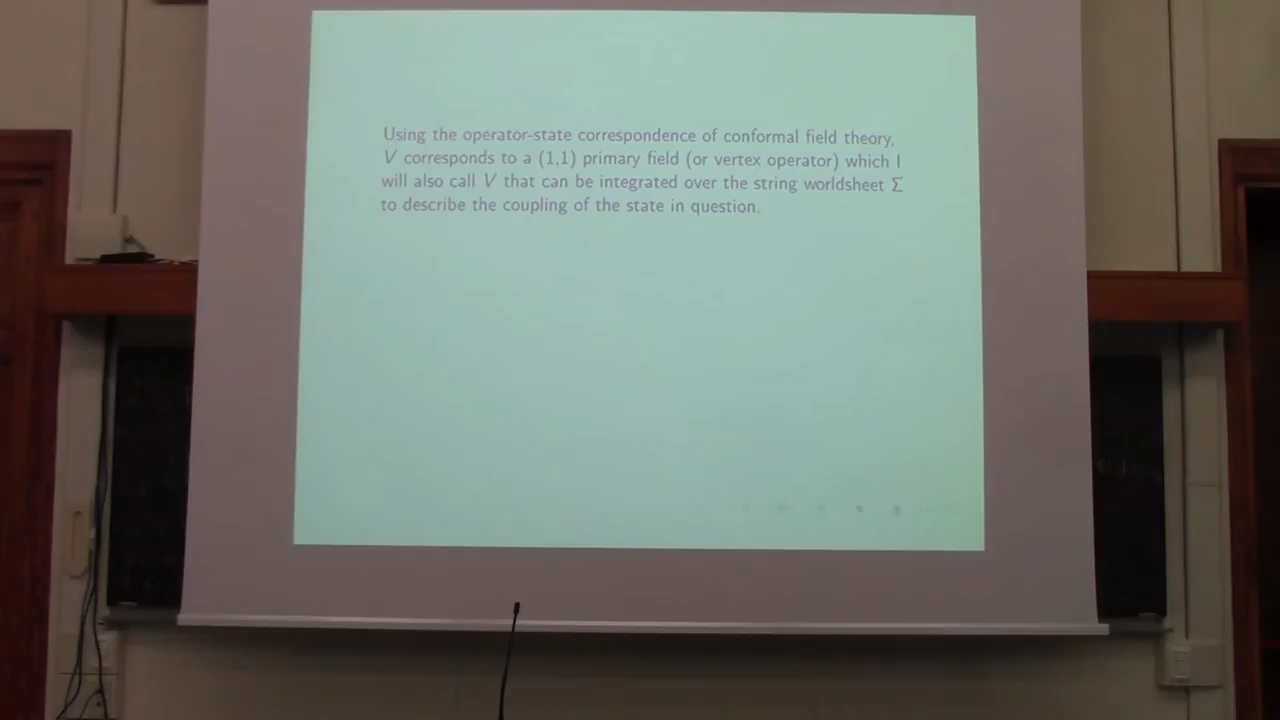 Using the operator-state correspondence of conformal field theory,
V corresponds to a (1,1) primary field (or vertex operator) which I
will also call V that can be integrated over the string worldsheet Σ
to describe the coupling of the state in question.